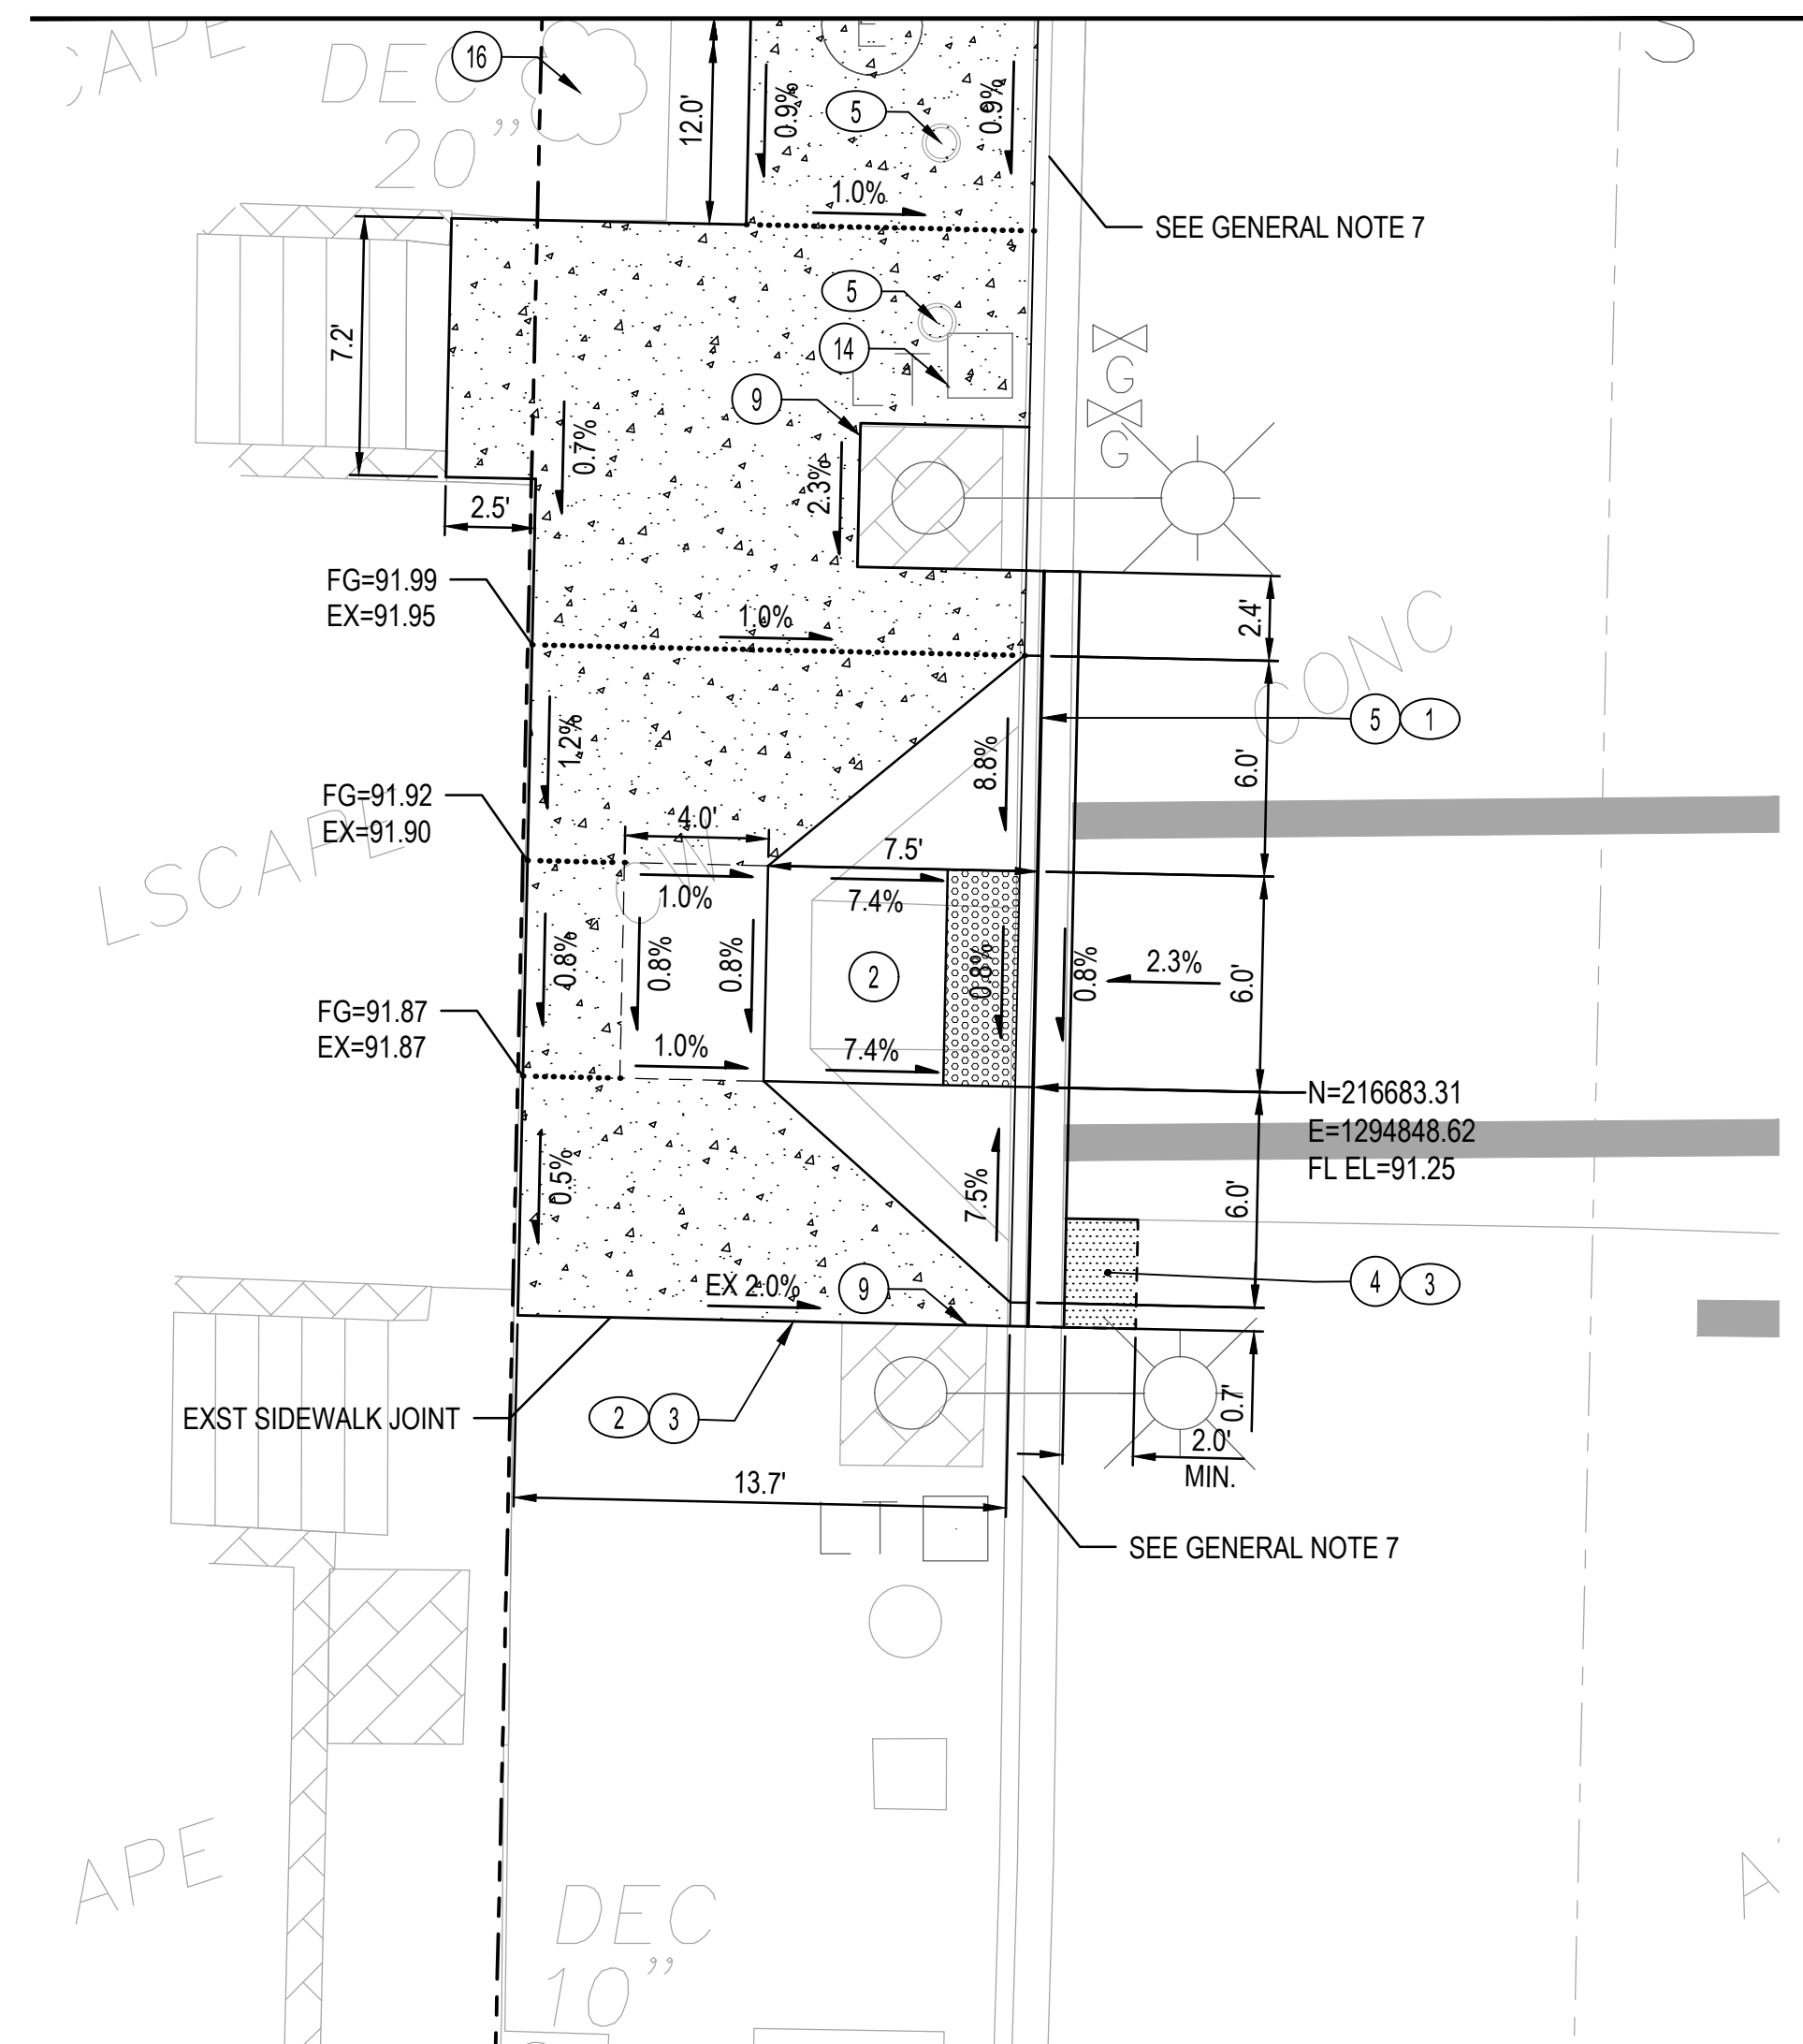 DEC
20"
16
12.0'
0.9%
5
0.9%
1.0%
SEE GENERAL NOTE 7
7.2'
5
14
9
G
G
0.7%
2.3%
2.5'
FG=91.99
EX=91.95
1.0%
2.4'
CONC
5 1
1.2%
8.8%
6.0'
FG=91.92
EX=91.90
LSCAPE
4.0'
7.5'
CW
1.0%
7.4%
0.8%
0.8%
0.8%
2
0.8%
0.8%
2.3%
6.0'
FG=91.87
EX=91.87
1.0%
7.4%
N=216683.31
E=1294848.62
FL EL=91.25
0.5%
7.5%
6.0'
EX 2.0%
9
4 3
EXST SIDEWALK JOINT
2 3
0.7'
2.0'
MIN.
13.7'
LT
SEE GENERAL NOTE 7
APE
DEC
10"